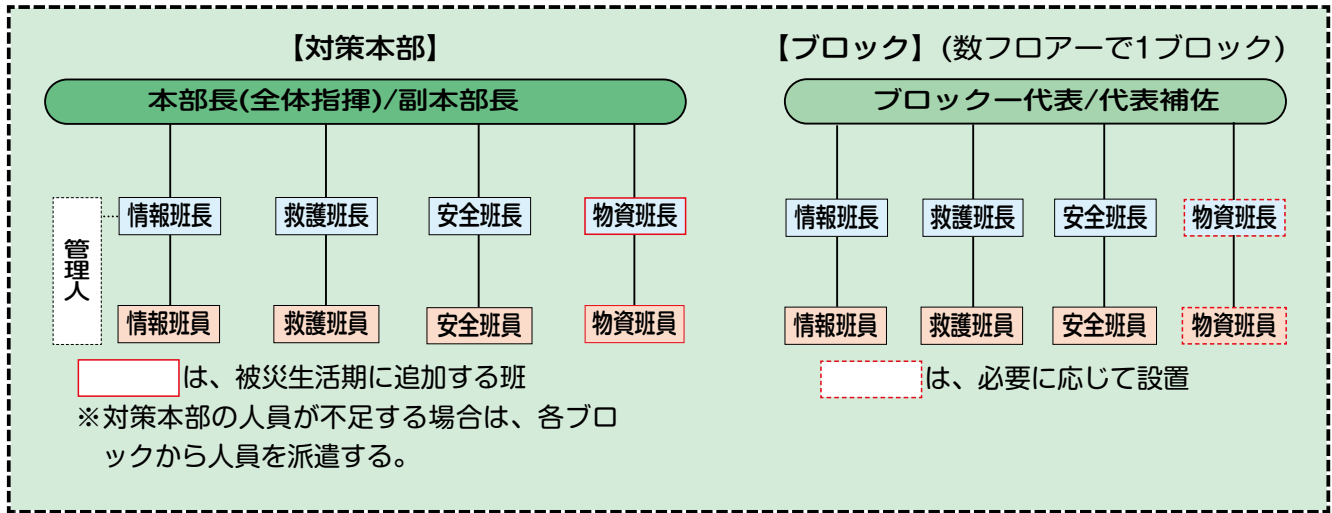 【対策本部】
本部長(全体指揮)/副本部長
管理人
情報班長
救護班長
安全班長
物資班長
情報班員
救護班員
安全班員
物資班員
は、被災生活期に追加する班
※対策本部の人員が不足する場合は、各ブロ
ックから人員を派遣する。
【ブロック】(数フロアーで1ブロック)
ブロック一代表/代表補佐
情報班長
救護班長
安全班長
物資班長
情報班員
救護班員
安全班員
物資班員
は、必要に応じて設置